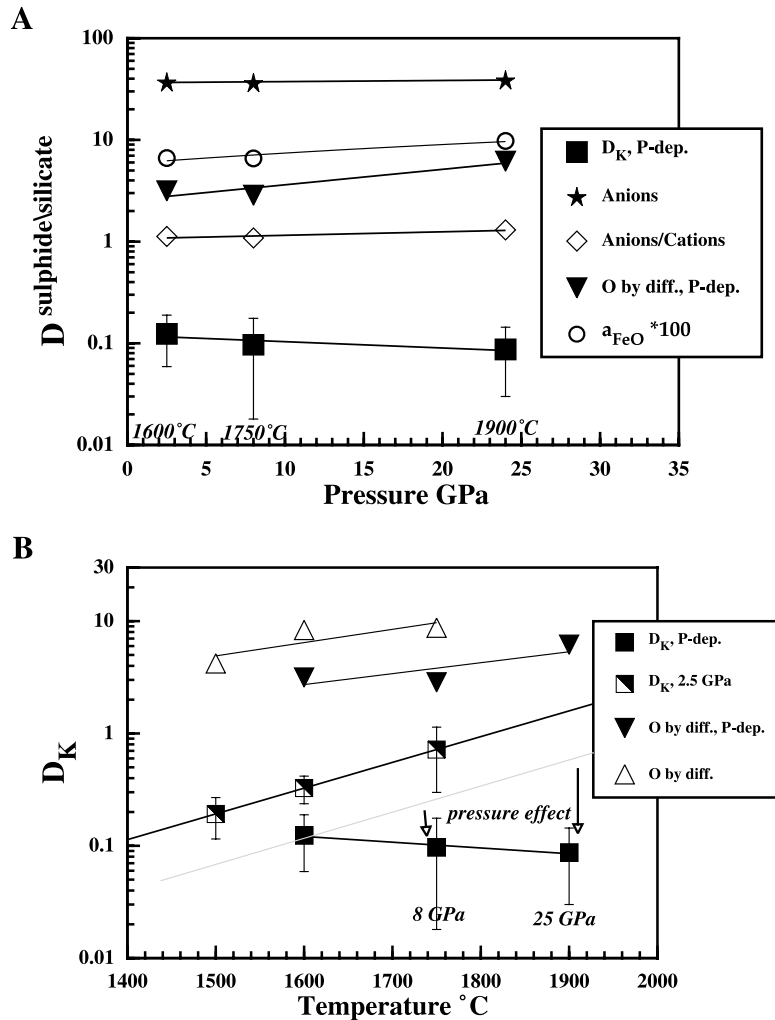 A
100
10
1
0.1
0.01
D sulphide\silicate
1600°C
1750°C
1900°C
0 5 10 15 20 25 30 35
Pressure GPa
D_K, P-dep.
Anions
Anions/Cations
O by diff., P-dep.
a_FeO *100
B
30
10
1
0.1
0.01
D_K
pressure effect
8 GPa
25 GPa
1400 1500 1600 1700 1800 1900 2000
Temperature °C
D_K, P-dep.
D_K, 2.5 GPa
O by diff., P-dep.
O by diff.